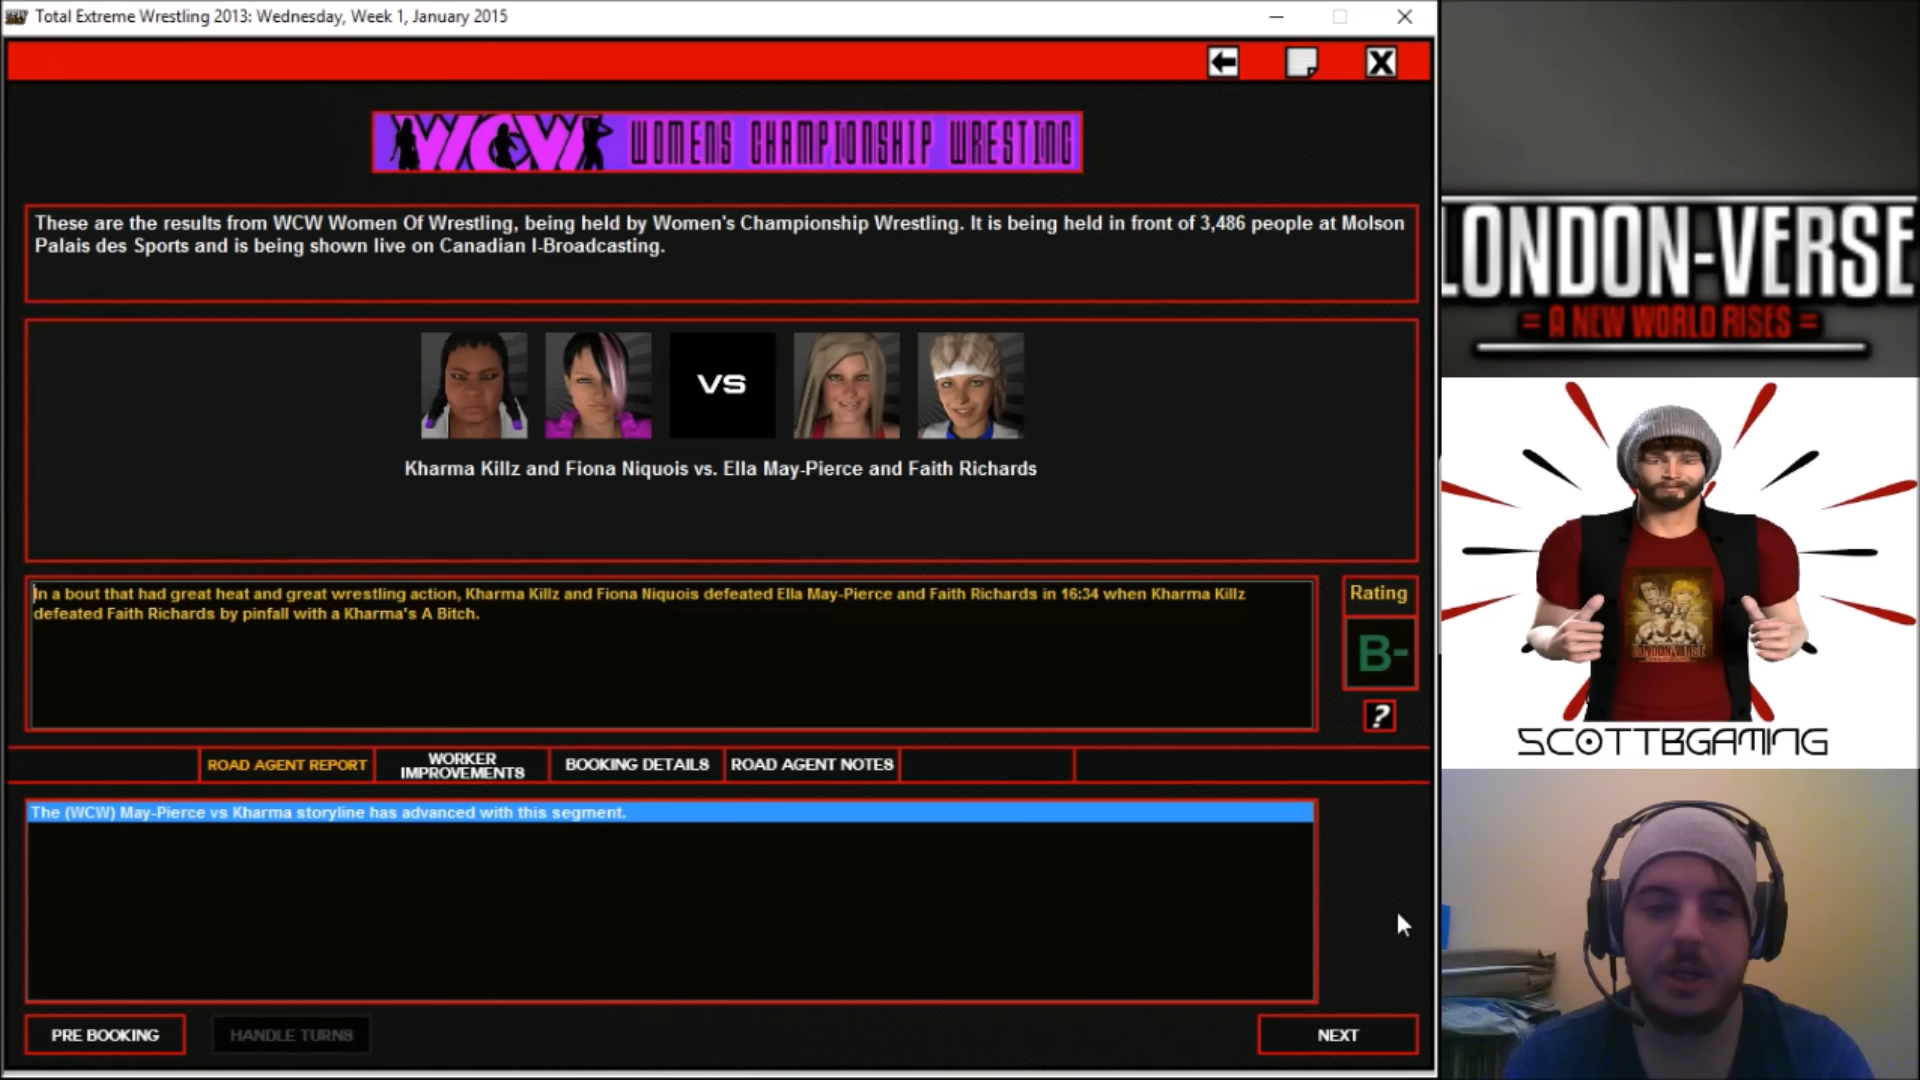 Total Extreme Wrestling 2013: Wednesday, Week 1, January 2015
WCW WOMENS CHAMPIONSHIP WRESTING
These are the results from WCW Women Of Wrestling, being held by Women's Championship Wrestling. It is being held in front of 3,486 people at Molson
Palais des Sports and is being shown live on Canadian I-Broadcasting.
VS
Kharma Killz and Fiona Niquois vs. Ella May-Pierce and Faith Richards
In a bout that had great heat and great wrestling action, Kharma Killz and Fiona Niquois defeated Ella May-Pierce and Faith Richards in 16:34 when Kharma Killz
defeated Faith Richards by pinfall with a Kharma's A Bitch.
Rating
B-
?
ROAD AGENT REPORT
WORKER
IMPROVEMENTS
BOOKING DETAILS
ROAD AGENT NOTES
The (WCW) May-Pierce vs Kharma storyline has advanced with this segment.
PRE BOOKING
HANDLE TURNS
NEXT
LONDON-VERSE
= A NEW WORLD RISES =
LONDON-VERSE
SCOTTBGAMING